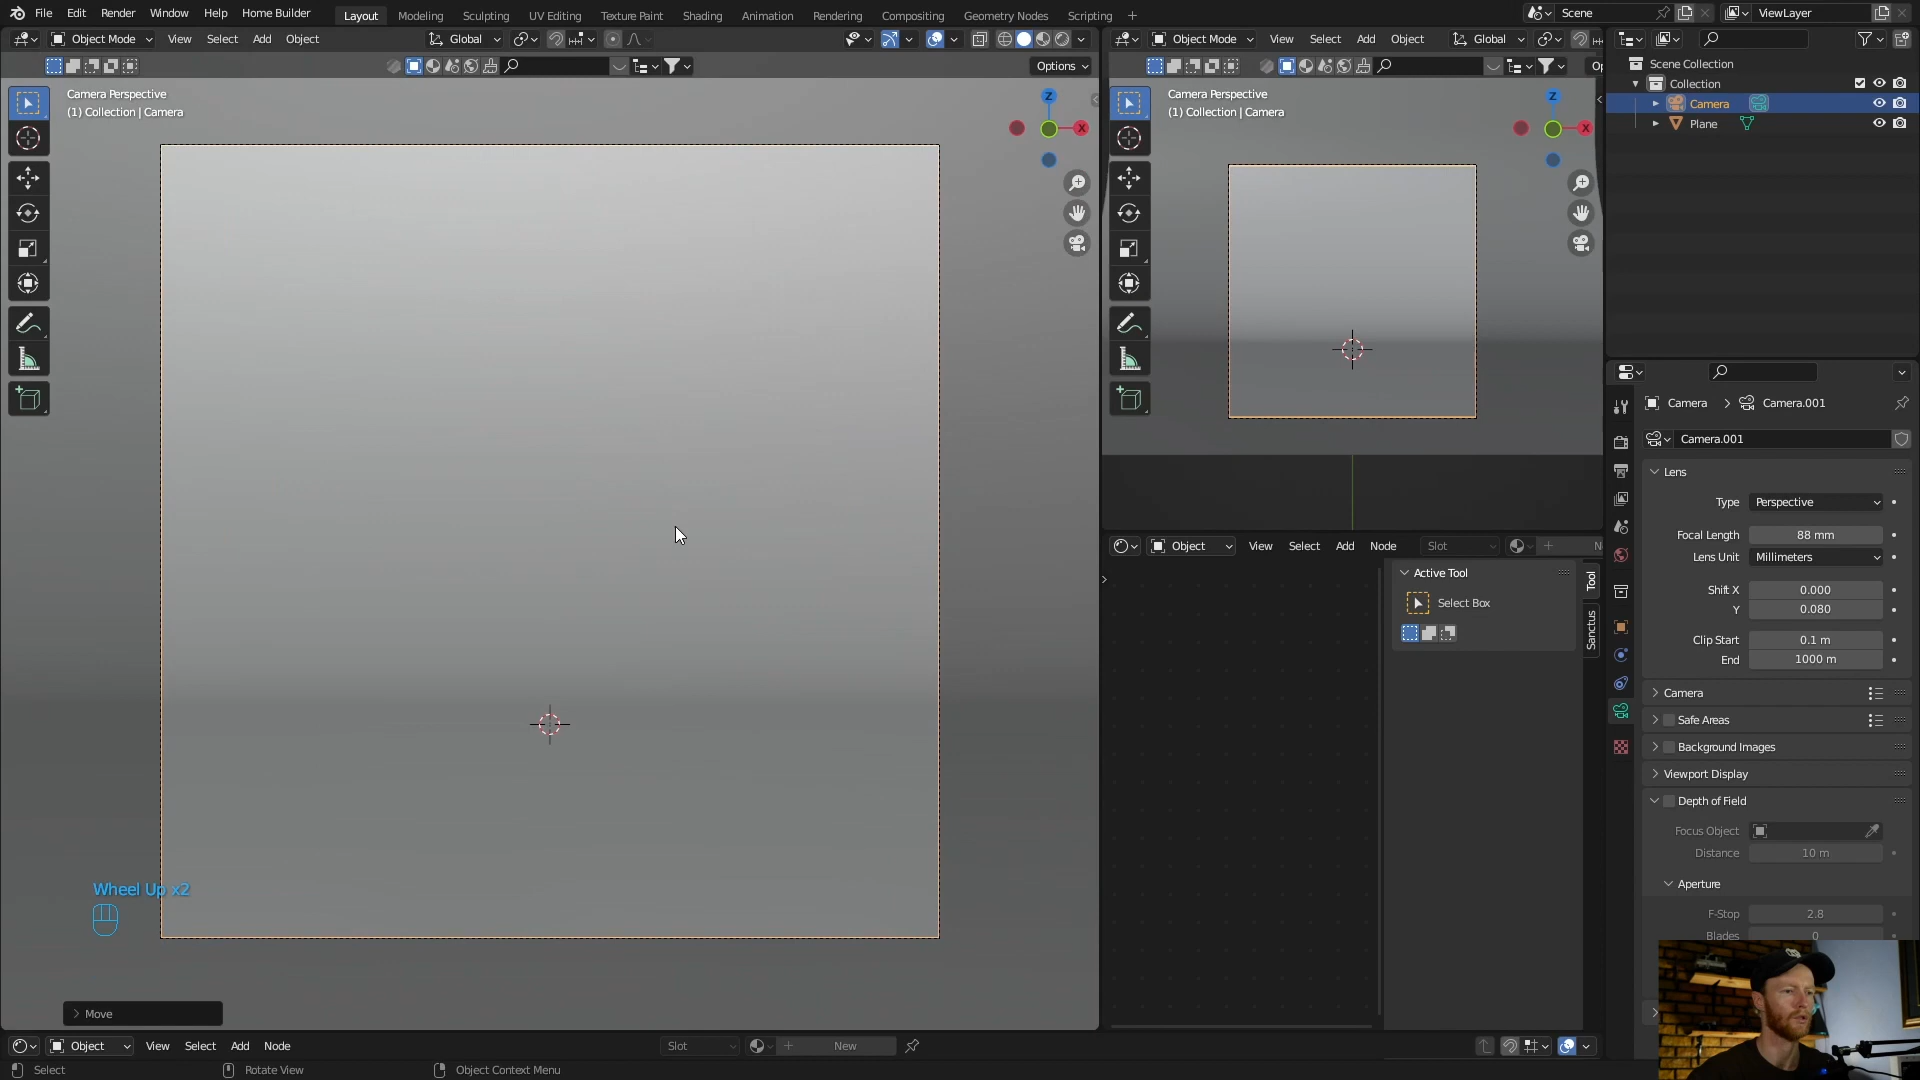 File Edit Render Window Help Home Builder Layout Modeling Sculpting UV Editing Texture Paint Shading Animation Rendering Compositing Geometry Nodes Scripting + Scene ViewLayer
Object Mode View Select Add Object Global
Options
Camera Perspective
(1) Collection | Camera
Z
X
Wheel Up x2
Move
Object View Select Add Node Slot New
Select Rotate View Object Context Menu
Object Mode View Select Add Object Global
Op
Camera Perspective
(1) Collection | Camera
Z
X
Object View Select Add Node Slot
Active Tool
Select Box
Tool
Sanctus
Scene Collection
Collection
Camera
Plane
Camera > Camera.001
Camera.001
Lens
Type Perspective
Focal Length 88 mm
Lens Unit Millimeters
Shift X 0.000
Y 0.080
Clip Start 0.1 m
End 1000 m
Camera
Safe Areas
Background Images
Viewport Display
Depth of Field
Focus Object
Distance 10 m
Aperture
F-Stop 2.8
Blades 0